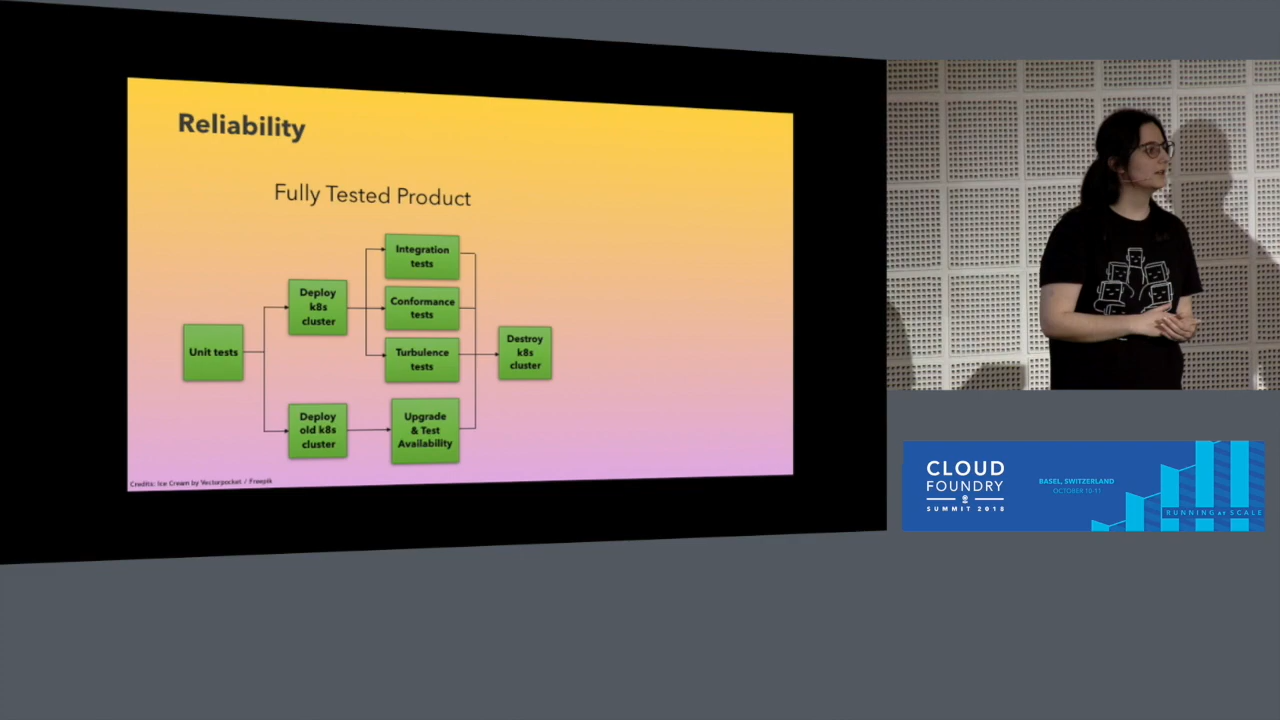 Reliability
Fully Tested Product
Integration
tests
Deploy
k8s
cluster
Conformance
tests
Unit tests
Turbulence
tests
Destroy
k8s
cluster
Deploy
old k8s
cluster
Upgrade
& Test
Availability
Credits: Ice Cream by Vectorpocket / Freepik
CLOUD
FOUNDRY
SUMMIT 2018
BASEL, SWITZERLAND
OCTOBER 10-11
RUNNING AT SCALE